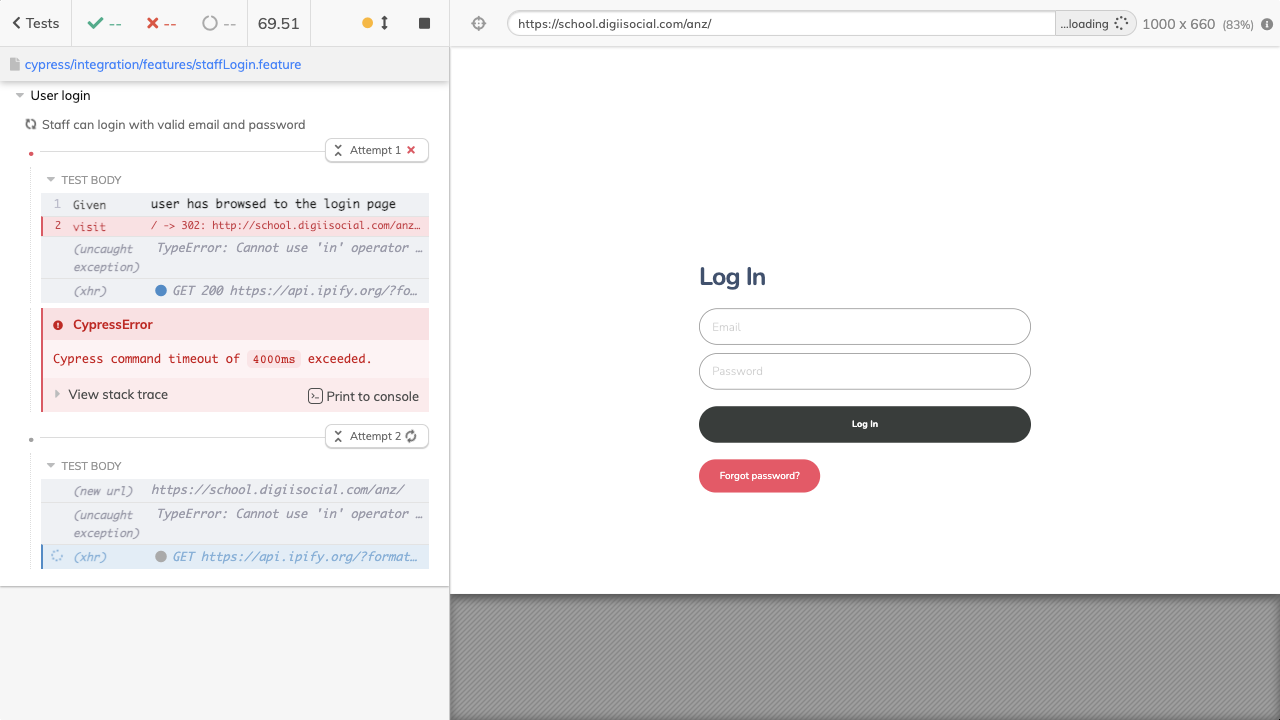 Tests
--
--
--
69.51
https://school.digiisocial.com/anz/
...loading
1000 x 660 (83%)
cypress/integration/features/staffLogin.feature
User login
Staff can login with valid email and password
Attempt 1
TEST BODY
1 Given user has browsed to the login page
2 visit / -> 302: http://school.digiisocial.com/anz…
(uncaught exception) TypeError: Cannot use 'in' operator …
(xhr) GET 200 https://api.ipify.org/?fo…
CypressError
Cypress command timeout of 4000ms exceeded.
View stack trace
Print to console
Attempt 2
TEST BODY
(new url) https://school.digiisocial.com/anz/
(uncaught exception) TypeError: Cannot use 'in' operator …
(xhr) GET https://api.ipify.org/?format…
Log In
Email
Password
Log In
Forgot password?